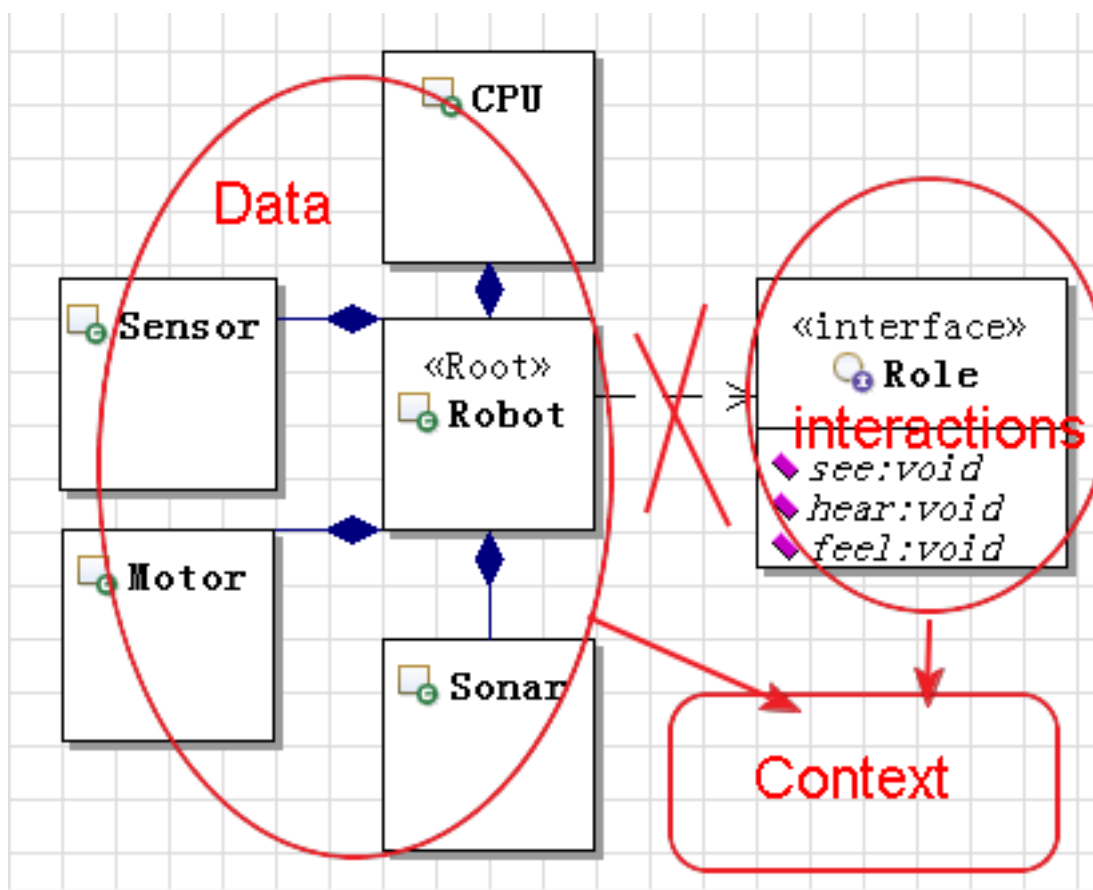 CPU
Data
Sensor
«Root»
Robot
«interface»
Role
interactions
see:void
hear:void
feel:void
Motor
Sonar
Context